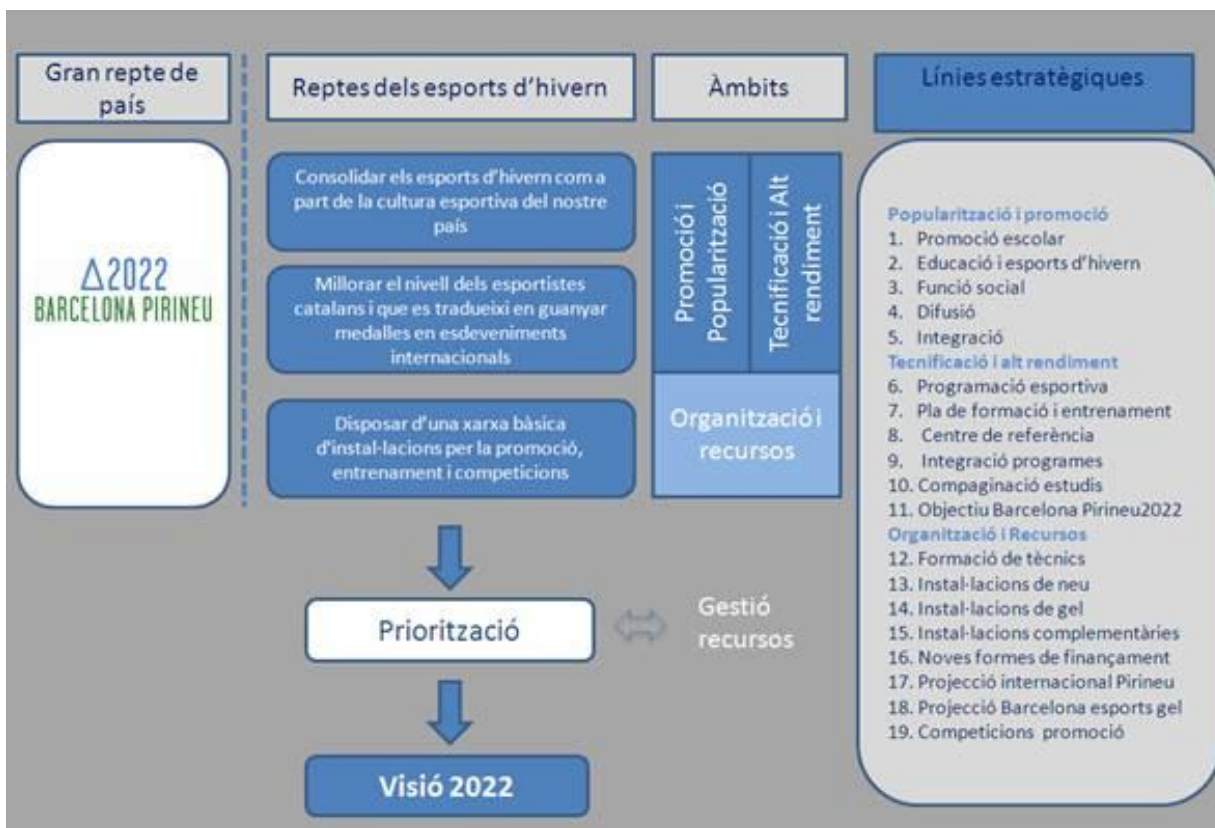 Gran repte de
país
Reptes dels esports d’hivern
Àmbits
Línies estratègiques
Δ2022
BARCELONA PIRINEU
Consolidar els esports d’hivern com a
part de la cultura esportiva del nostre
país
Millorar el nivell dels esportistes
catalans i que es tradueixi en guanyar
medalles en esdeveniments
internacionals
Disposar d’una xarxa bàsica
d’instal·lacions per la promoció,
entrenament i competicions
Promoció i
Popularització
Tecnificació i Alt
rendiment
Organització i
recursos
Priorització
Gestió
recursos
Visió 2022
Popularització i promoció
1. Promoció escolar
2. Educació i esports d’hivern
3. Funció social
4. Difusió
5. Integració
Tecnificació i alt rendiment
6. Programació esportiva
7. Pla de formació i entrenament
8. Centre de referència
9. Integració programes
10. Compaginació estudis
11. Objectiu Barcelona Pirineu2022
Organització i Recursos
12. Formació de tècnics
13. Instal·lacions de neu
14. Instal·lacions de gel
15. Instal·lacions complementàries
16. Noves formes de finançament
17. Projecció internacional Pirineu
18. Projecció Barcelona esports gel
19. Competicions promoció